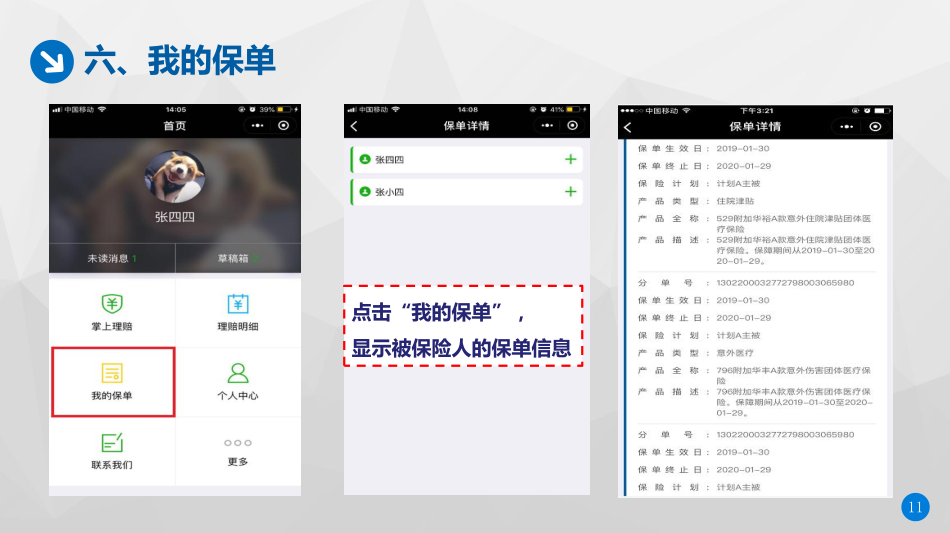 六、我的保单
中国移动
14:05
39%
首页
张四四
未读消息 1
草稿箱
掌上理赔
理赔明细
我的保单
个人中心
联系我们
更多
中国移动
14:08
41%
保单详情
张四四
张小四
点击“我的保单”，
显示被保险人的保单信息
中国移动
下午3:21
保单详情
保单生效日：2019-01-30
保单终止日：2020-01-29
保险计划：计划A主被
产品类型：住院津贴
产品全称：529附加华裕A款意外住院津贴团体医
疗保险
产品描述：529附加华裕A款意外住院津贴团体医
疗保险。保障期间从2019-01-30至20
20-01-29。
分单号：1302200032772798003065980
保单生效日：2019-01-30
保单终止日：2020-01-29
保险计划：计划A主被
产品类型：意外医疗
产品全称：796附加华丰A款意外伤害团体医疗保
险
产品描述：796附加华丰A款意外伤害团体医疗保
险。保障期间从2019-01-30至2020-
01-29。
分单号：1302200032772798003065980
保单生效日：2019-01-30
保单终止日：2020-01-29
保险计划：计划A主被
11